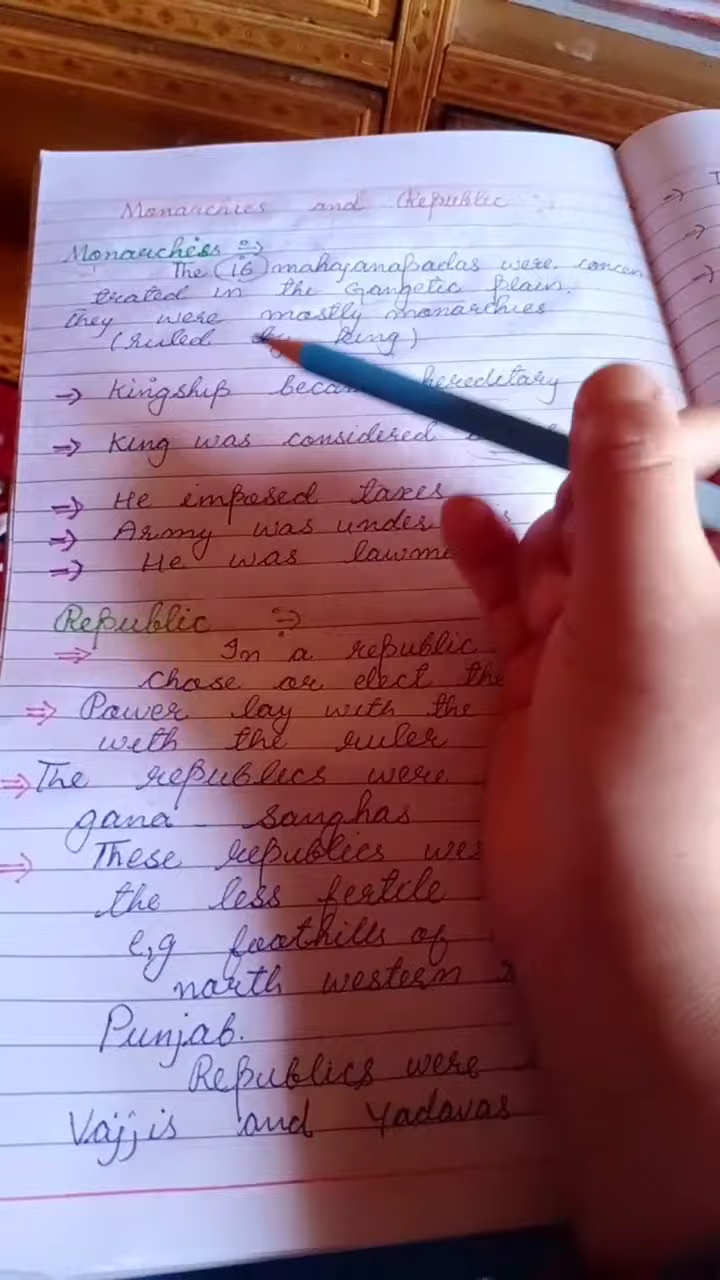 Monarchies and Republic :
Monarchess ⇒
The (16) mahajanapadas were concen
trated in the Gangetic plain.
They were mostly monarchies
(ruled by king)
⇒ Kingship hereditary
⇒ King was considered
⇒ He imposed taxes
⇒ Army was under
⇒ He was
Republic ⇒
⇒ In a republic
chose or elect the
⇒ Power lay with the
with the ruler
⇒ The republics were
gana - sanghas
⇒ These republics
the less fertile
e,g foothills of
north western
Punjab.
Republics were
Vajjis and Yadavas
⇒ T
⇒
⇒